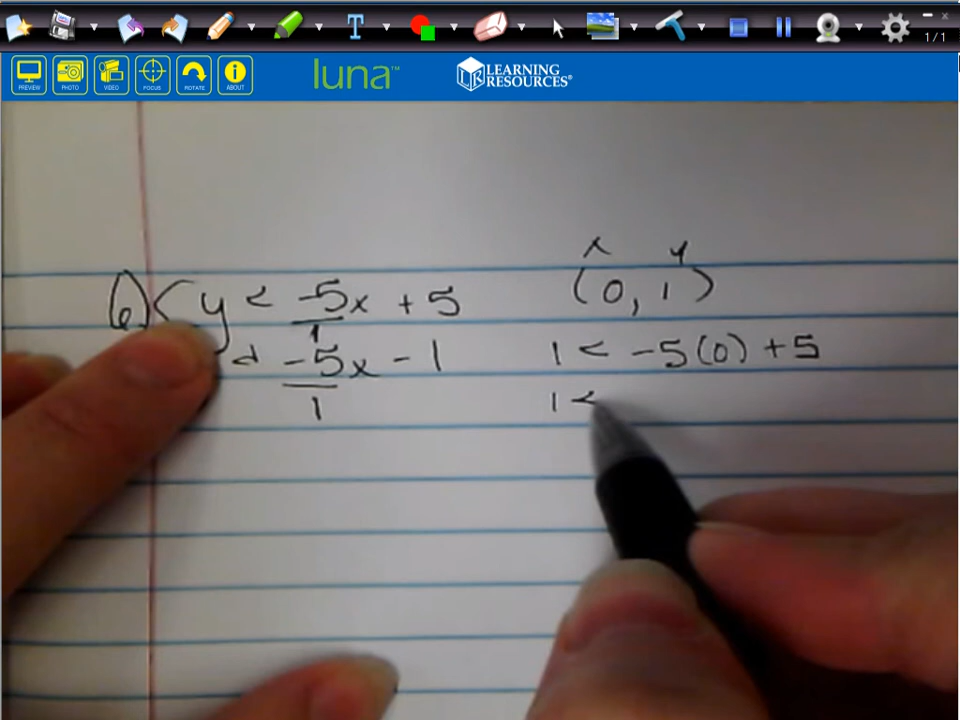 1/1
PREVIEW PHOTO VIDEO FOCUS ROTATE ABOUT
luna™
LEARNING RESOURCES®
x y
6) y < -5/1 x + 5 (0, 1)
< -5/1 x - 1 1 < -5(0) + 5
1 <